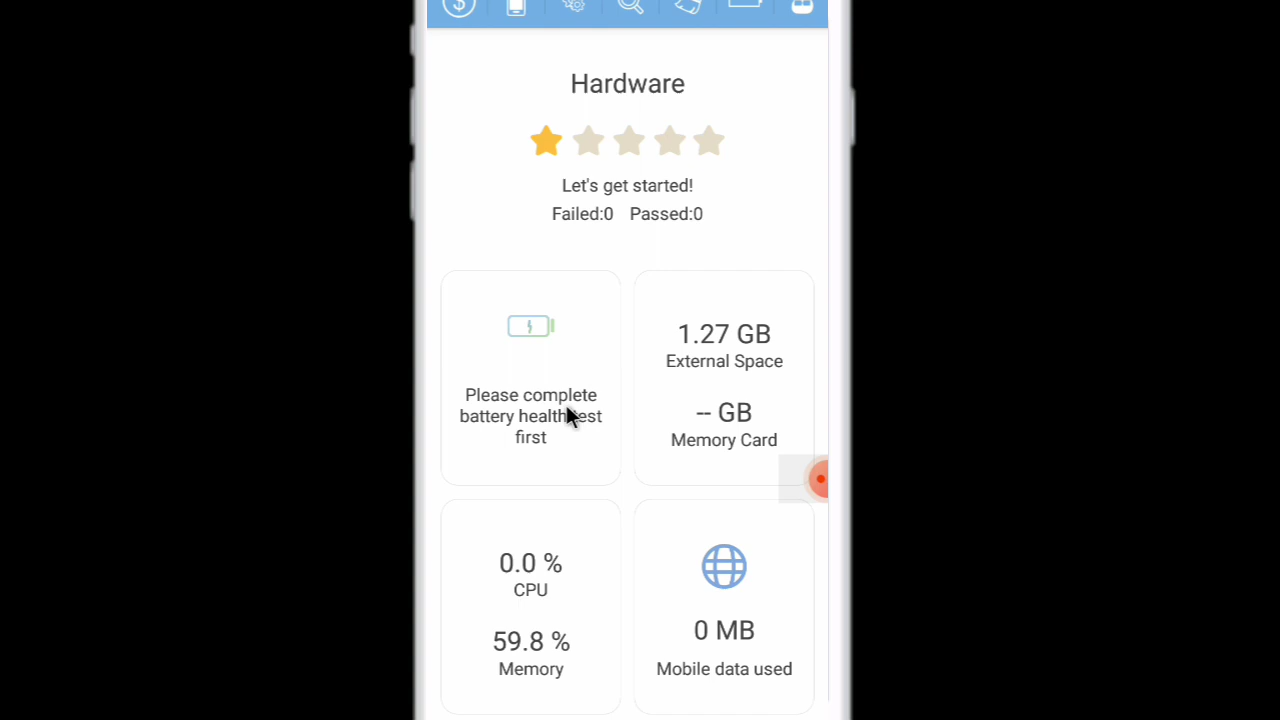 Hardware
Let's get started!
Failed:0 Passed:0
Please complete
battery health test
first
1.27 GB
External Space
-- GB
Memory Card
0.0 %
CPU
59.8 %
Memory
0 MB
Mobile data used